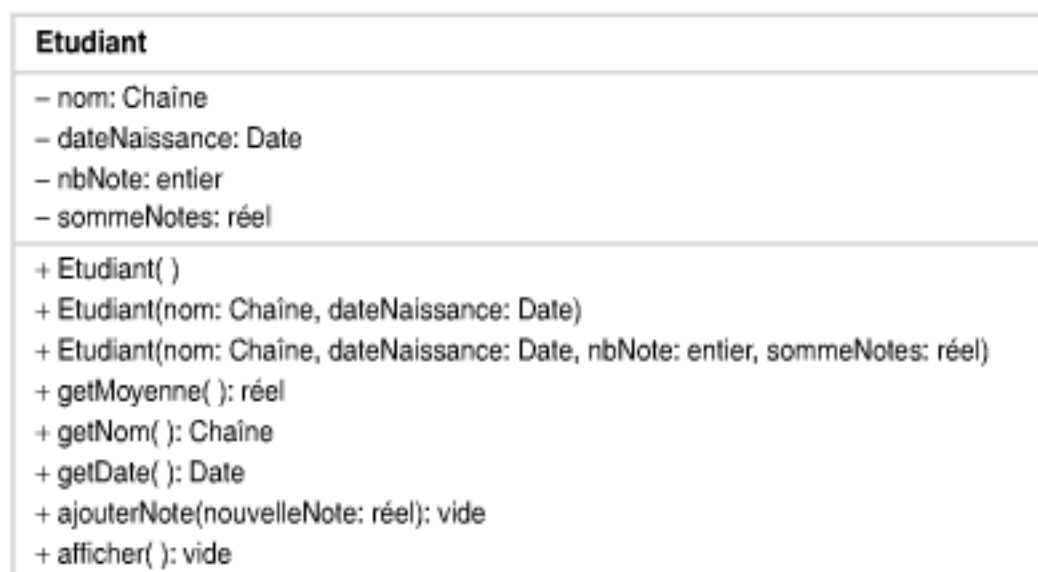 Etudiant
– nom: Chaîne
– dateNaissance: Date
– nbNote: entier
– sommeNotes: réel
+ Etudiant( )
+ Etudiant(nom: Chaîne, dateNaissance: Date)
+ Etudiant(nom: Chaîne, dateNaissance: Date, nbNote: entier, sommeNotes: réel)
+ getMoyenne( ): réel
+ getNom( ): Chaîne
+ getDate( ): Date
+ ajouterNote(nouvelleNote: réel): vide
+ afficher( ): vide